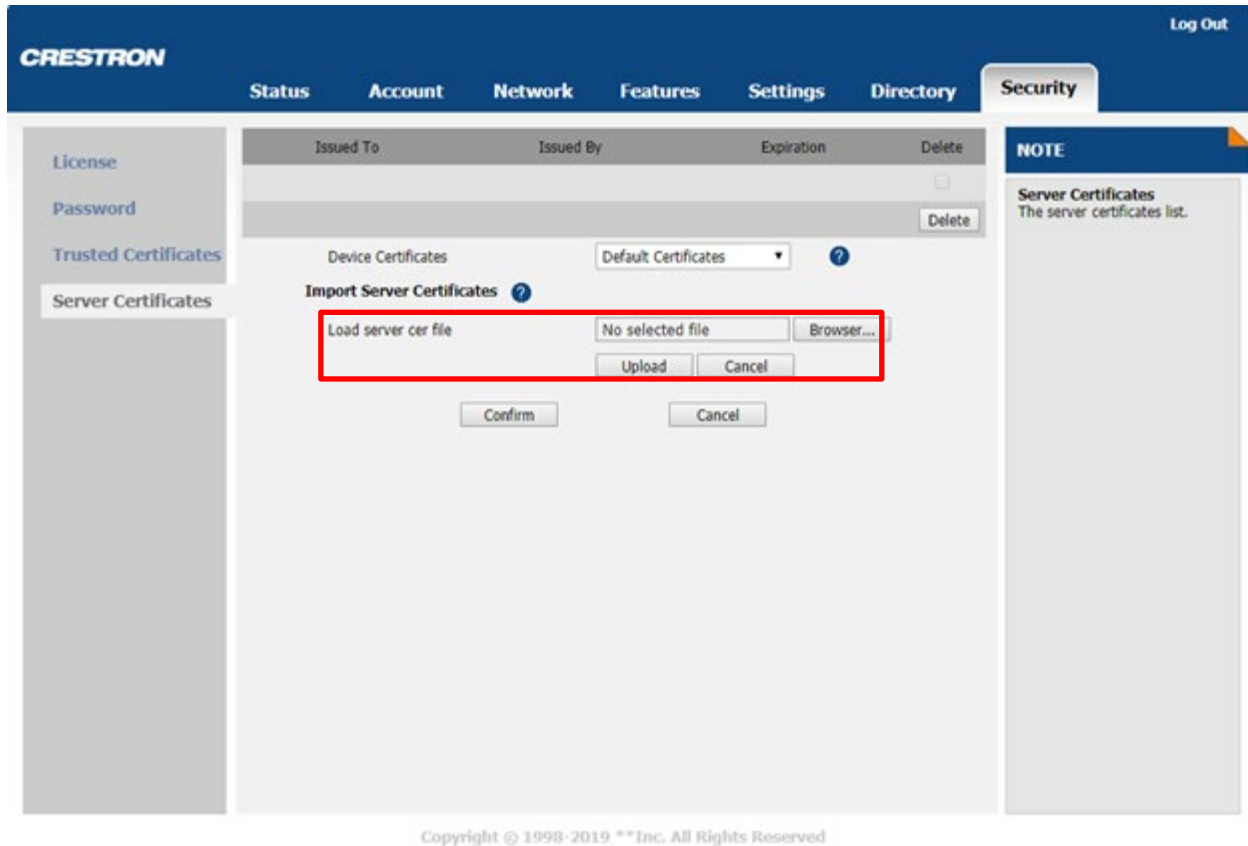 Log Out
CRESTRON
Status Account Network Features Settings Directory Security
License
Password
Trusted Certificates
Server Certificates
Issued To Issued By Expiration Delete
Delete
Device Certificates Default Certificates ?
Import Server Certificates ?
Load server cer file No selected file Browser...
Upload Cancel
Confirm Cancel
NOTE
Server Certificates
The server certificates list.
Copyright © 1998-2019 **Inc. All Rights Reserved